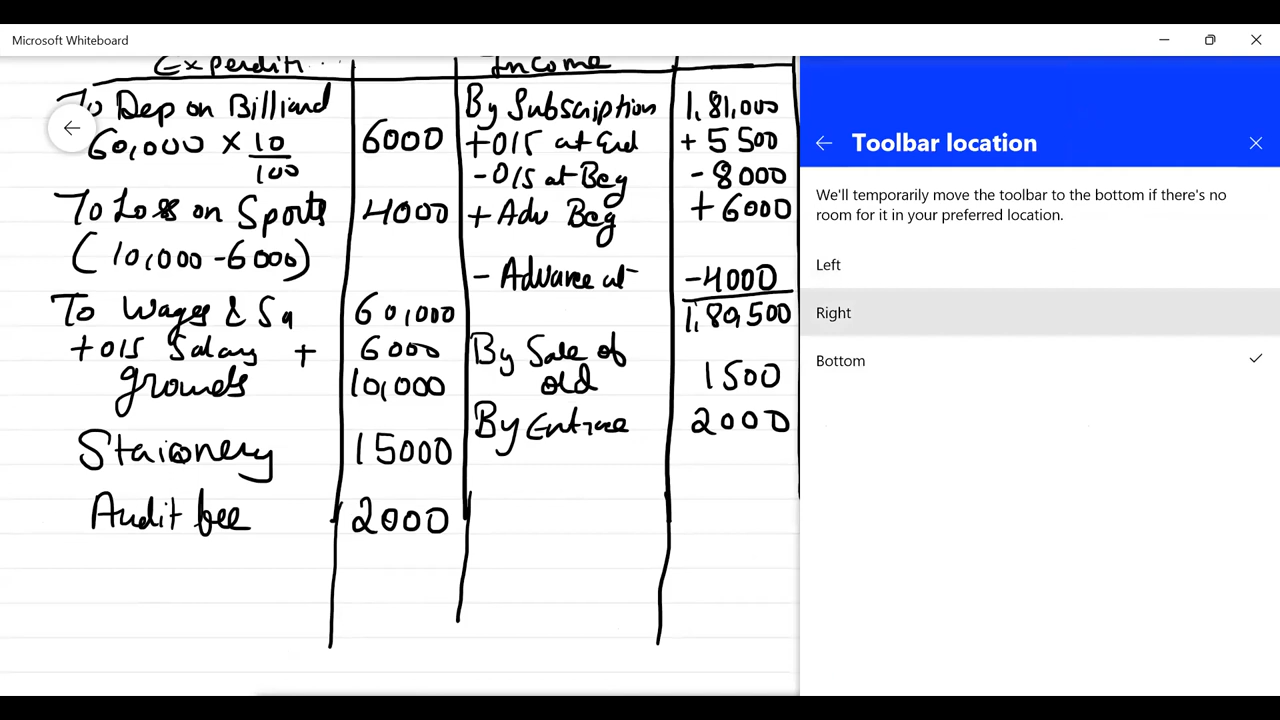 Microsoft Whiteboard
Income
To Dep on Billiard
60,000 × 10/100
6000
To Loss on Sports
4000
(10,000 - 6000)
To Wages & Sa
60,000
+ O/S Salary +
6000
grounds
10,000
Staionery
15000
Audit fee
2000
By Subscription
1,81,000
+ O/S at End
+ 5500
- O/S at Beg
- 8000
+ Adv Beg
+ 6000
- Advance at
- 4000
1,80,500
By Sale of
old
1500
By Entrace
2000
Toolbar location
We'll temporarily move the toolbar to the bottom if there's no
room for it in your preferred location.
Left
Right
Bottom